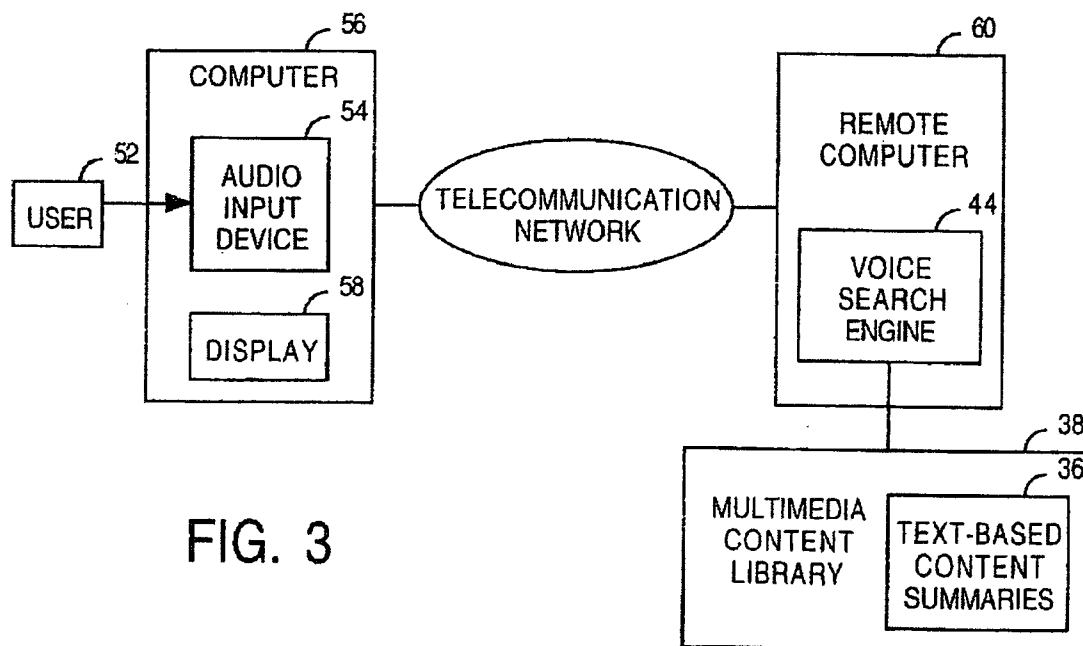 56
COMPUTER
54
AUDIO
INPUT
DEVICE
52
USER
58
DISPLAY
TELECOMMUNICATION
NETWORK
60
REMOTE
COMPUTER
44
VOICE
SEARCH
ENGINE
38
MULTIMEDIA
CONTENT
LIBRARY
36
TEXT-BASED
CONTENT
SUMMARIES
FIG. 3